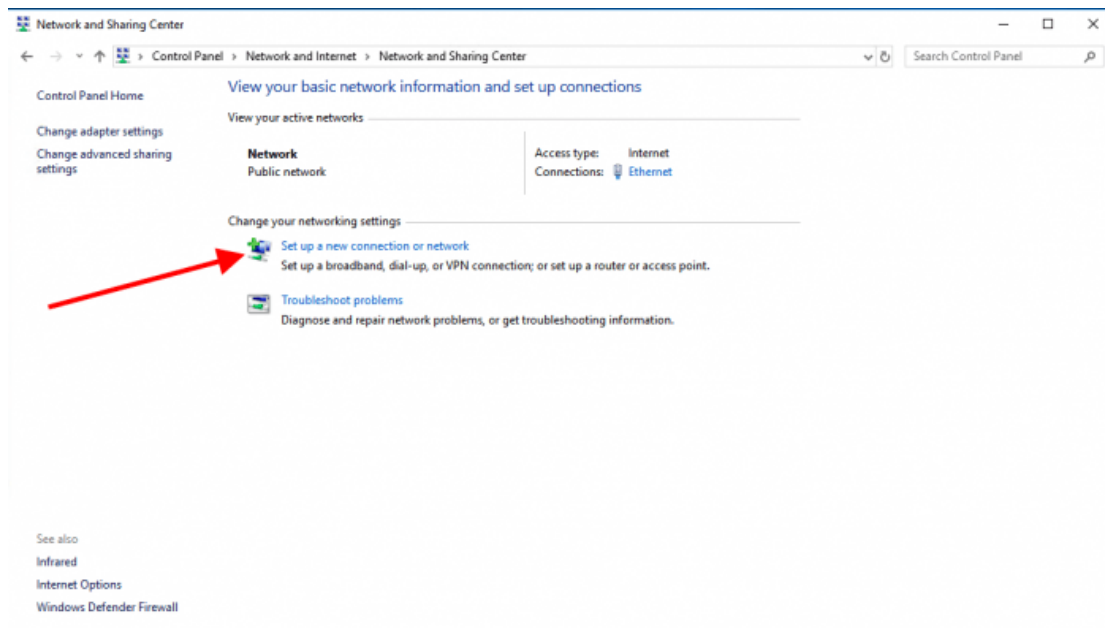 Network and Sharing Center
Control Panel > Network and Internet > Network and Sharing Center
Search Control Panel
Control Panel Home
Change adapter settings
Change advanced sharing
settings
View your basic network information and set up connections
View your active networks
Network
Public network
Access type: Internet
Connections: Ethernet
Change your networking settings
Set up a new connection or network
Set up a broadband, dial-up, or VPN connection; or set up a router or access point.
Troubleshoot problems
Diagnose and repair network problems, or get troubleshooting information.
See also
Infrared
Internet Options
Windows Defender Firewall